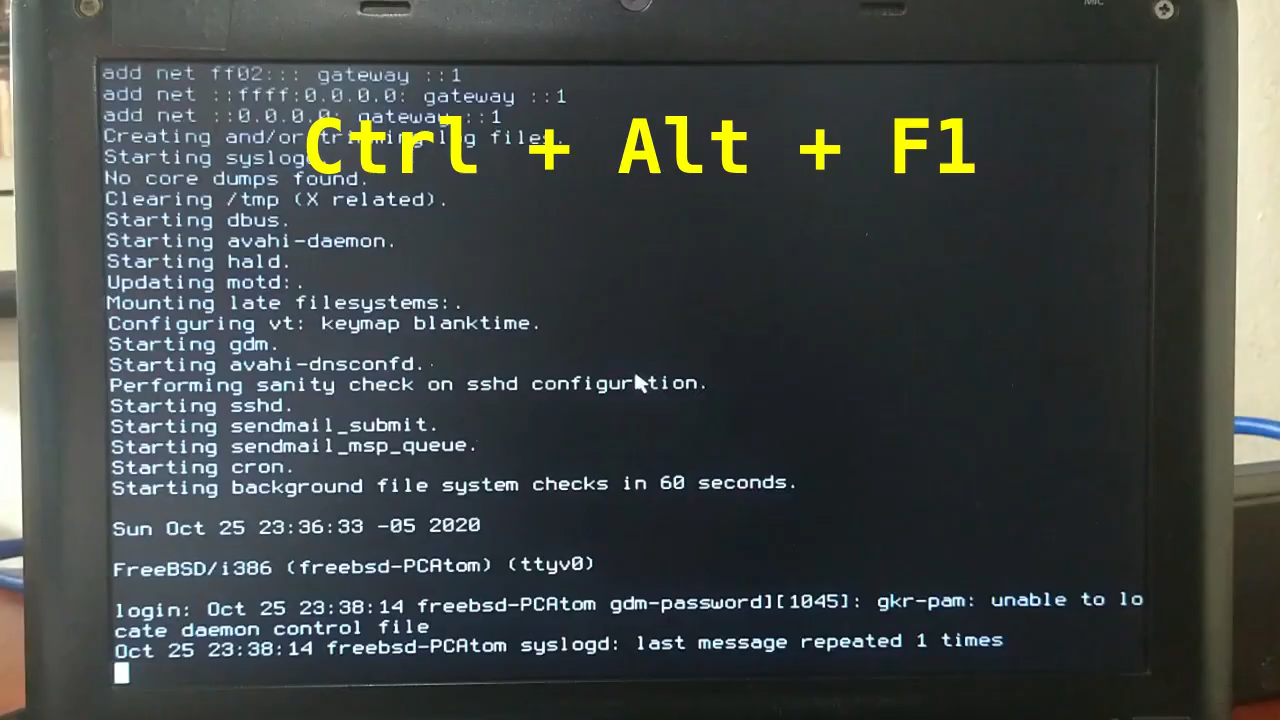 MIC
add net ff02::: gateway ::1
add net ::ffff:0.0.0.0: gateway ::1
add net ::0.0.0.0: gateway ::1
Ctrl + Alt + F1
Creating and/or trimming log files
Starting syslogd
No core dumps found.
Clearing /tmp (X related).
Starting dbus.
Starting avahi-daemon.
Starting hald.
Updating motd:.
Mounting late filesystems:.
Configuring vt: keymap blanktime.
Starting gdm.
Starting avahi-dnsconfd.
Performing sanity check on sshd configuration.
Starting sshd.
Starting sendmail_submit.
Starting sendmail_msp_queue.
Starting cron.
Starting background file system checks in 60 seconds.
Sun Oct 25 23:36:33 -05 2020
FreeBSD/i386 (freebsd-PCAtom) (ttyv0)
login: Oct 25 23:38:14 freebsd-PCAtom gdm-password][1045]: gkr-pam: unable to lo
cate daemon control file
Oct 25 23:38:14 freebsd-PCAtom syslogd: last message repeated 1 times